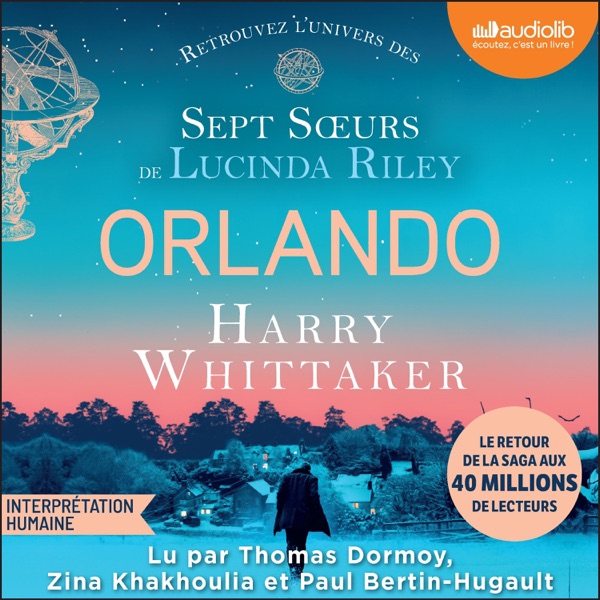 audiolib
écoutez, c'est un livre !
RETROUVEZ L'UNIVERS DES
SEPT SŒURS
DE LUCINDA RILEY
ORLANDO
HARRY
WHITTAKER
LE RETOUR
DE LA SAGA AUX
40 MILLIONS
DE LECTEURS
INTERPRÉTATION
HUMAINE
Lu par Thomas Dormoy,
Zina Khakhoulia et Paul Bertin-Hugault